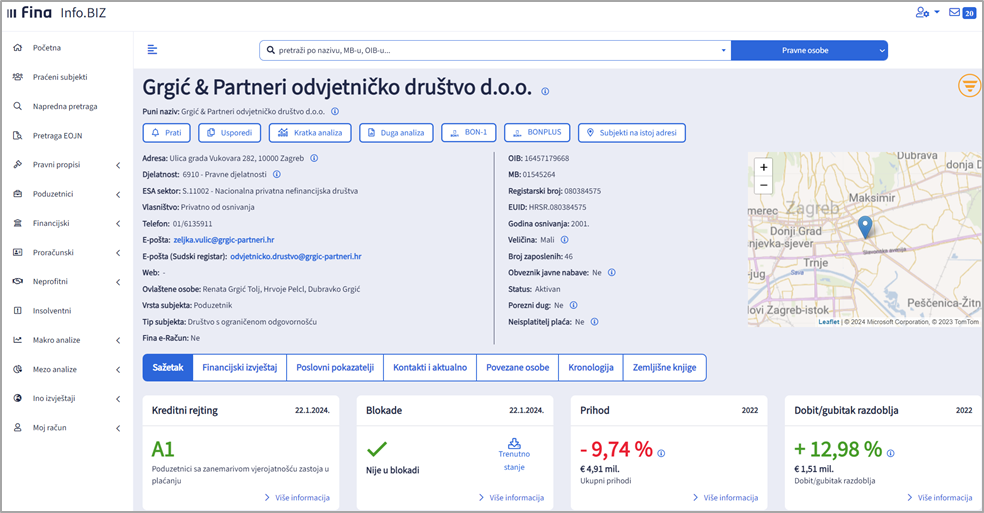 Fina Info.BIZ
20
Početna
Praćeni subjekti
Napredna pretraga
Pretraga EOJN
Pravni propisi
Poduzetnici
Financijski
Proračunski
Neprofitni
Insolventni
Makro analize
Mezo analize
Ino izvještaji
Moj račun
pretraži po nazivu, MB-u, OIB-u...
Pravne osobe
Grgić & Partneri odvjetničko društvo d.o.o.
Puni naziv: Grgić & Partneri odvjetničko društvo d.o.o.
Prati
Usporedi
Kratka analiza
Duga analiza
BON-1
BONPLUS
Subjekti na istoj adresi
Adresa: Ulica grada Vukovara 282, 10000 Zagreb
Djelatnost: 6910 - Pravne djelatnosti
ESA sektor: S.11002 - Nacionalna privatna nefinancijska društva
Vlasništvo: Privatno od osnivanja
Telefon: 01/6135911
E-pošta: zeljka.vulic@grgic-partneri.hr
E-pošta (Sudski registar): odvjetnicko.drustvo@grgic-partneri.hr
Web: -
Ovlaštene osobe: Renata Grgić Tolj, Hrvoje Pelcl, Dubravko Grgić
Vrsta subjekta: Poduzetnik
Tip subjekta: Društvo s ograničenom odgovornošću
Fina e-Račun: Ne
OIB: 16457179668
MB: 01545264
Registarski broj: 080384575
EUID: HRSR.080384575
Godina osnivanja: 2001.
Veličina: Mali
Broj zaposlenih: 46
Obveznik javne nabave: Ne
Status: Aktivan
Porezni dug: Ne
Neisplatitelj plaća: Ne
+
−
Dubrava
donja D
Maksimir
merec
Zagreb
Donji Grad
njevka-sjever
Slavonska avenija
Trnje
-jug
Sava
Novi Zagreb-istok
Peščenica-Žitn
Leaflet | © 2024 Microsoft Corporation, © 2023 TomTom
Sažetak
Financijski izvještaj
Poslovni pokazatelji
Kontakti i aktualno
Povezane osobe
Kronologija
Zemljišne knjige
Kreditni rejting 22.1.2024.
A1
Poduzetnici sa zanemarivom vjerojatnošću zastoja u
plaćanju
Više informacija
Blokade 22.1.2024.
Nije u blokadi
Trenutno
stanje
Više informacija
Prihod 2022
- 9,74 %
€ 4,91 mil.
Ukupni prihodi
Više informacija
Dobit/gubitak razdoblja 2022
+ 12,98 %
€ 1,51 mil.
Dobit/gubitak razdoblja
Više informacija